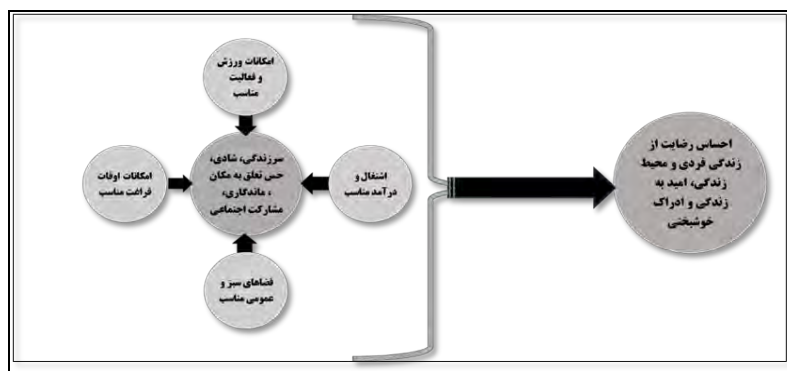 امکانات ورزش
و فعالیت
مناسب
سرزندگی، شادی،
حس تعلق به مکان
، ماندگاری،
مشارکت اجتماعی
اشتغال و
درآمد مناسب
امکانات اوقات
فراغت مناسب
فضاهای سبز و
عمومی مناسب
احساس رضایت از
زندگی فردی و محیط
زندگی، امید به
زندگی و ادراک
خوشبختی